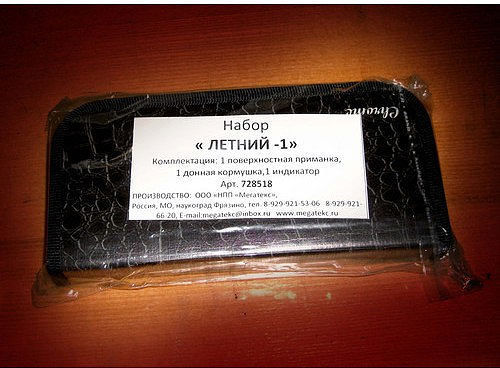 Chrome
Набор
« ЛЕТНИЙ -1»
Комплектация: 1 поверхностная приманка,
1 донная кормушка,1 индикатор
Арт. 728518
ПРОИЗВОДСТВО: ООО «НПП «Мегатекс»,
Россия, МО, наукоград Фрязино, тел. 8-929-921-53-06 8-929-921-
66-20, E-mail:megatekc@inbox.ru www.megatekc.ru